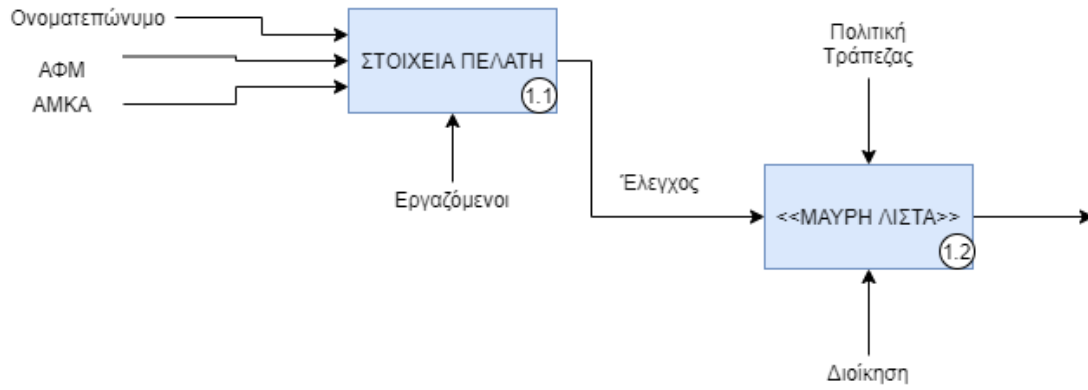 Ονοματεπώνυμο
ΑΦΜ
ΑΜΚΑ
ΣΤΟΙΧΕΙΑ ΠΕΛΑΤΗ
1.1
Εργαζόμενοι
Έλεγχος
Πολιτική
Τράπεζας
<<ΜΑΥΡΗ ΛΙΣΤΑ>>
1.2
Διοίκηση